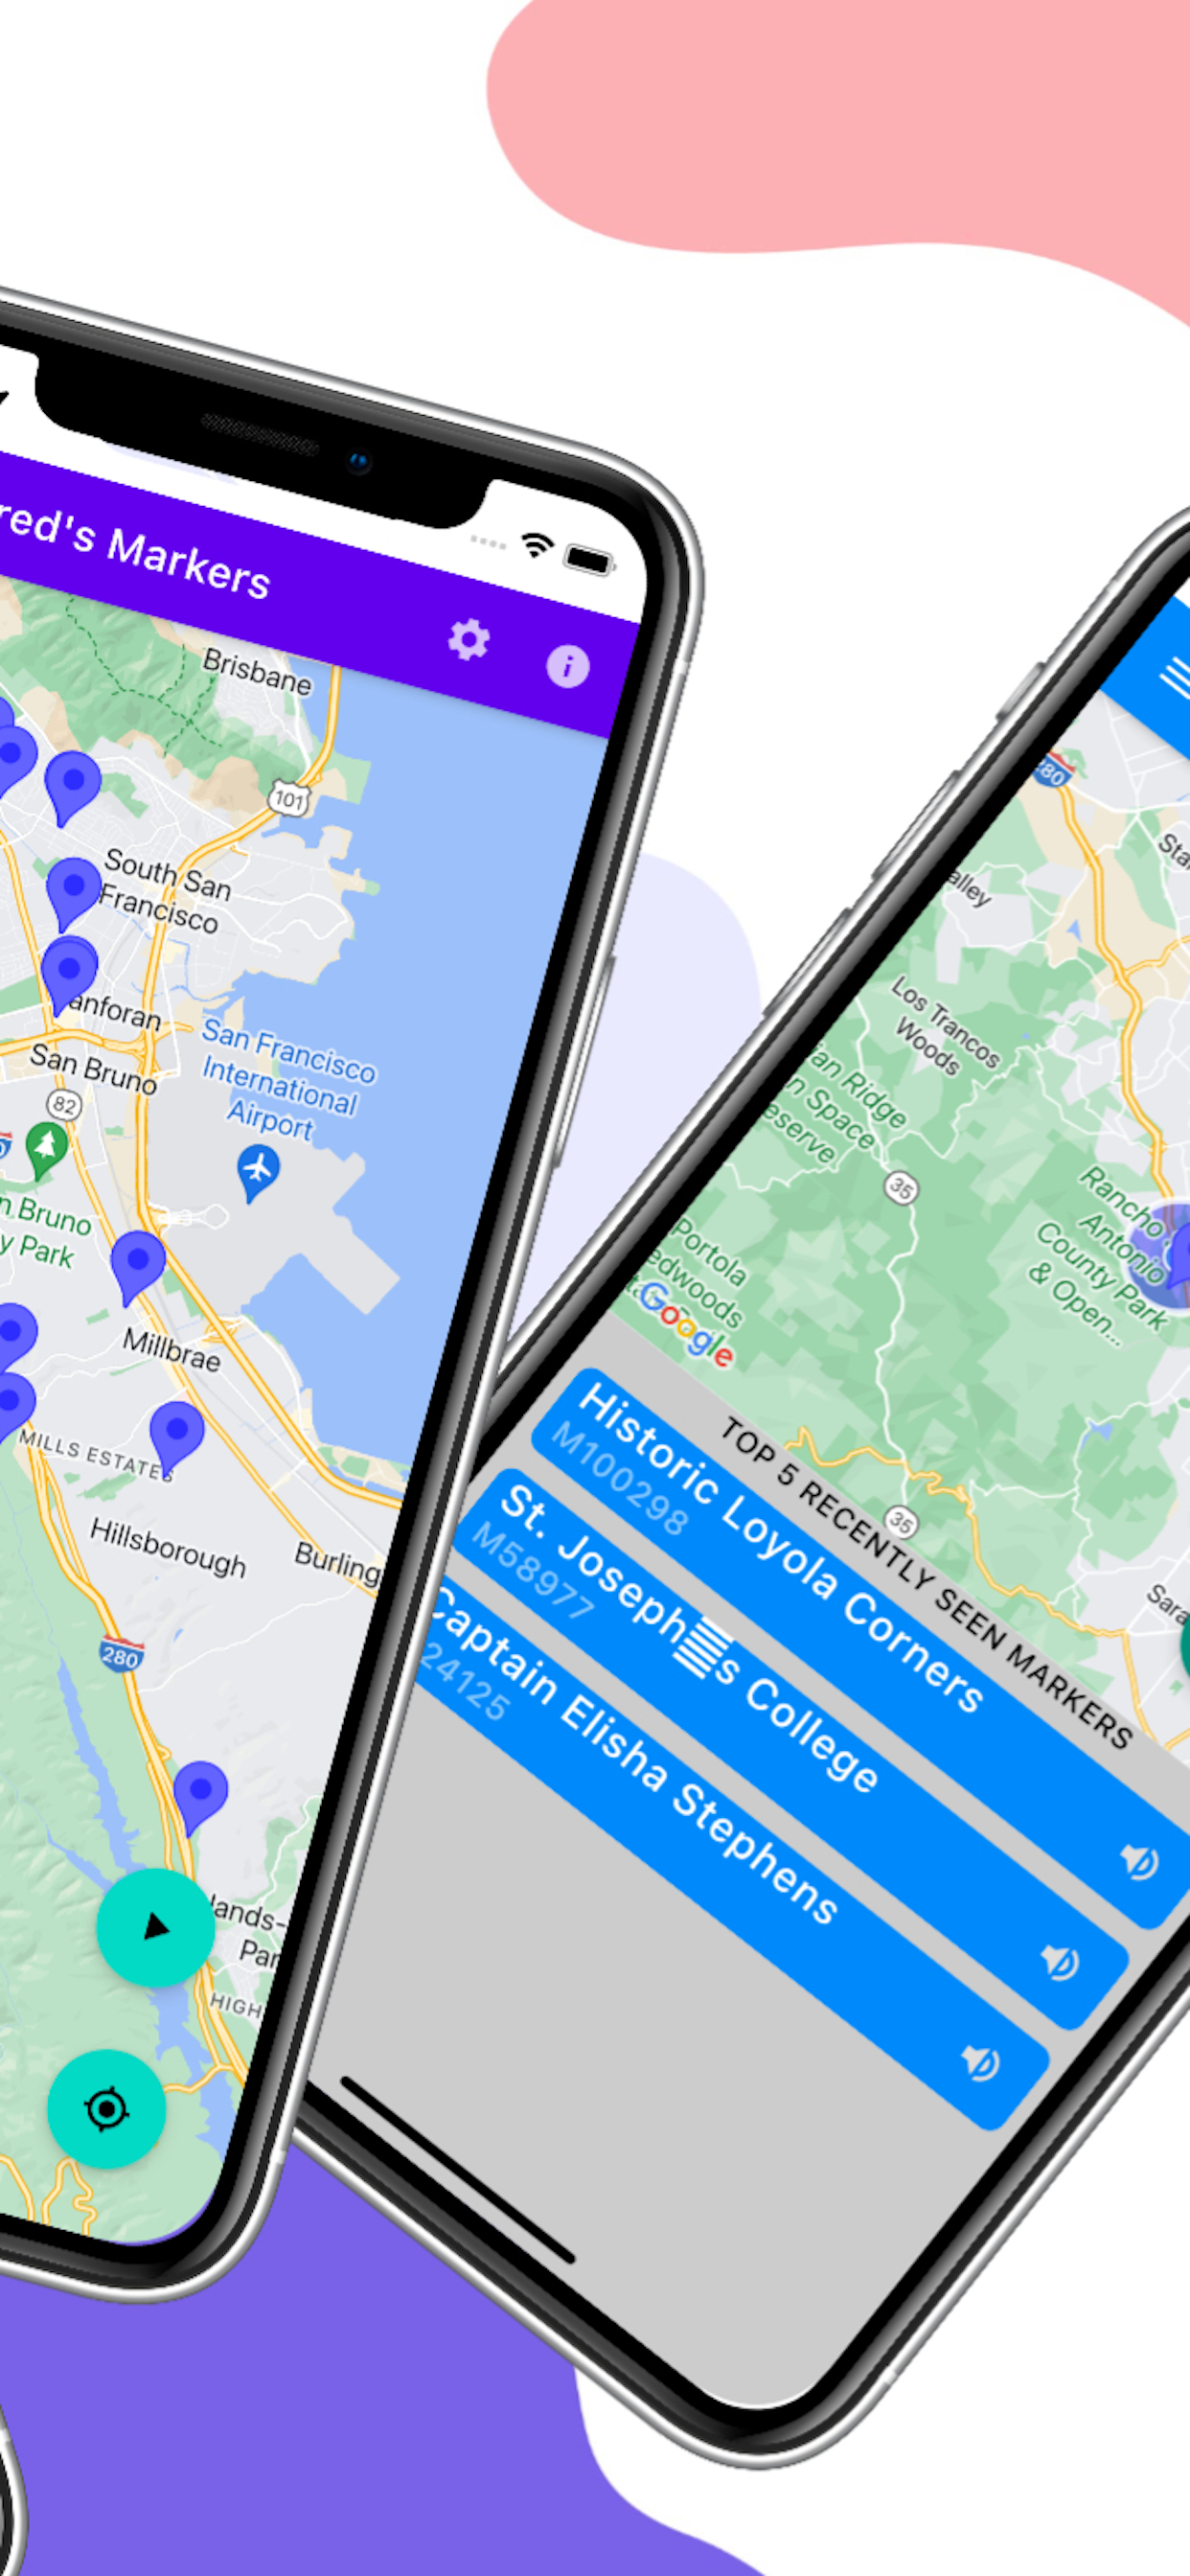 red's Markers
Brisbane
101
South San
Francisco
anforan
San Bruno
82
San Francisco
International
Airport
n Bruno
y Park
Millbrae
MILLS ESTATES
Hillsborough
Burling
280
lands-
Par
HIGH
280
Sta
alley
Los Trancos
Woods
ian Ridge
n Space
eserve
35
Rancho
Antonio
County Park
& Open...
Portola
edwoods
Google
35
Sara
TOP 5 RECENTLY SEEN MARKERS
Historic Loyola Corners
M100298
St. Joseph s College
M58977
Captain Elisha Stephens
24125